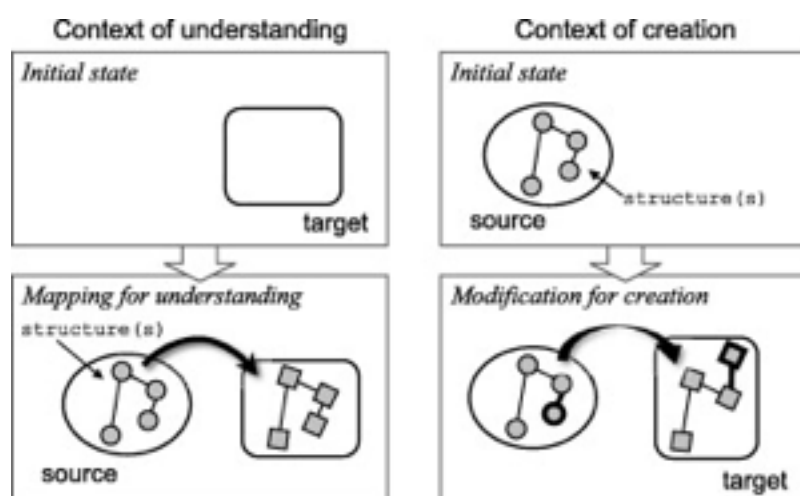 Context of understanding
Initial state
target
Mapping for understanding
structure(s)
source
Context of creation
Initial state
structure(s)
source
Modification for creation
target